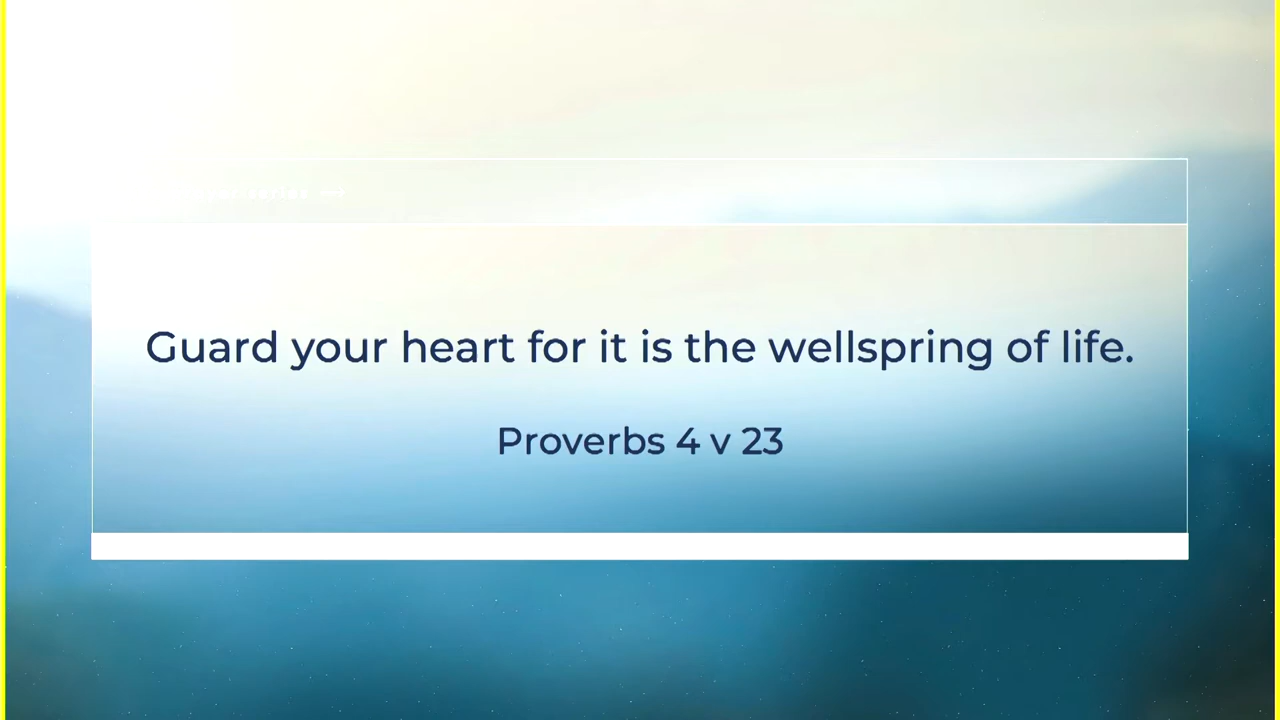 Guard your heart for it is the wellspring of life.
Proverbs 4 v 23